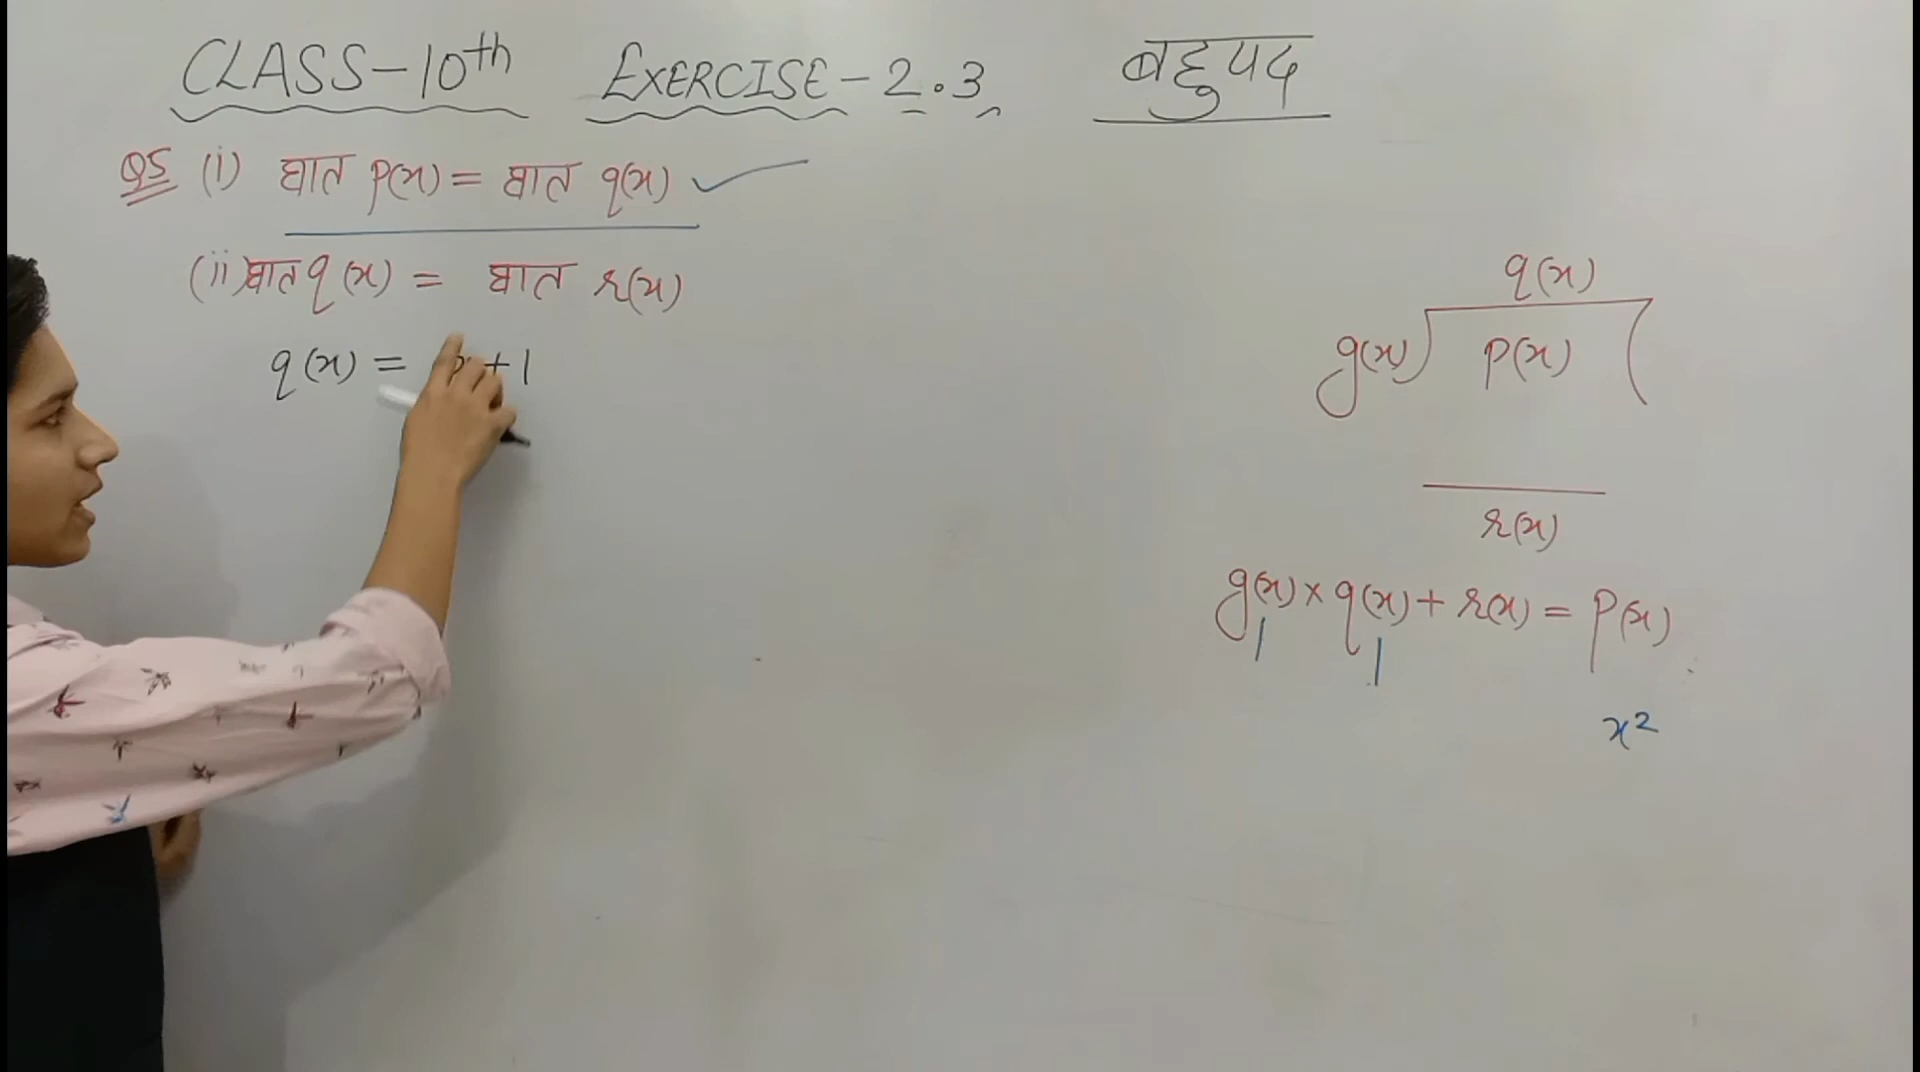 CLASS-10th EXERCISE-2.3 बहुपद
Q5 (i) घात p(x) = घात q(x)
(ii) घात q(x) = घात r(x)
q(x) = x+1
q(x)
g(x) p(x)
r(x)
g(x) × q(x) + r(x) = p(x)
1 1
x²